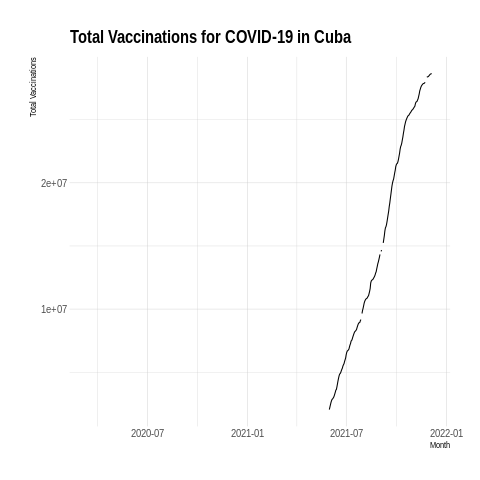 Total Vaccinations for COVID-19 in Cuba
Total Vaccinations
2e+07
1e+07
2020-07 2021-01 2021-07 2022-01
Month